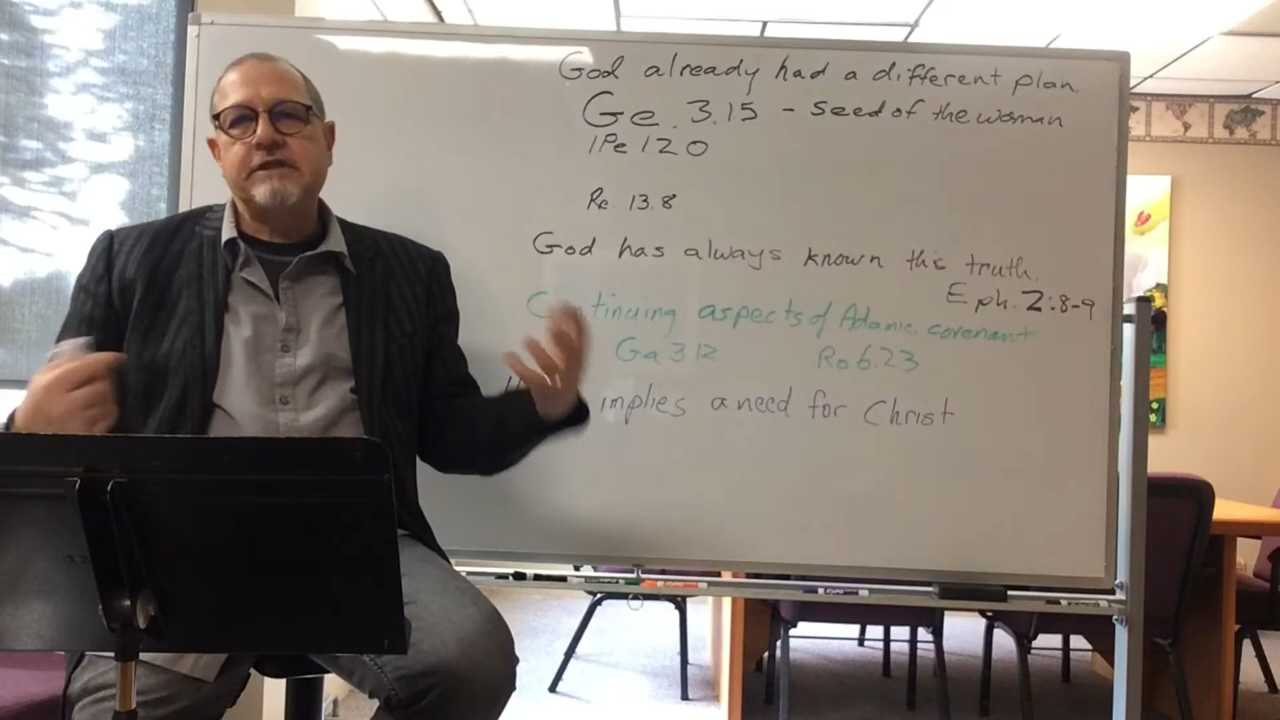 God already had a different plan.
Ge. 3.15 - seed of the woman
1Pe 1 20
Re. 13.8
God has always known this truth.
Eph. 2:8-9
Continuing aspects of Adamic covenant
Ga 3 12 Ro 6.23
implies a need for Christ